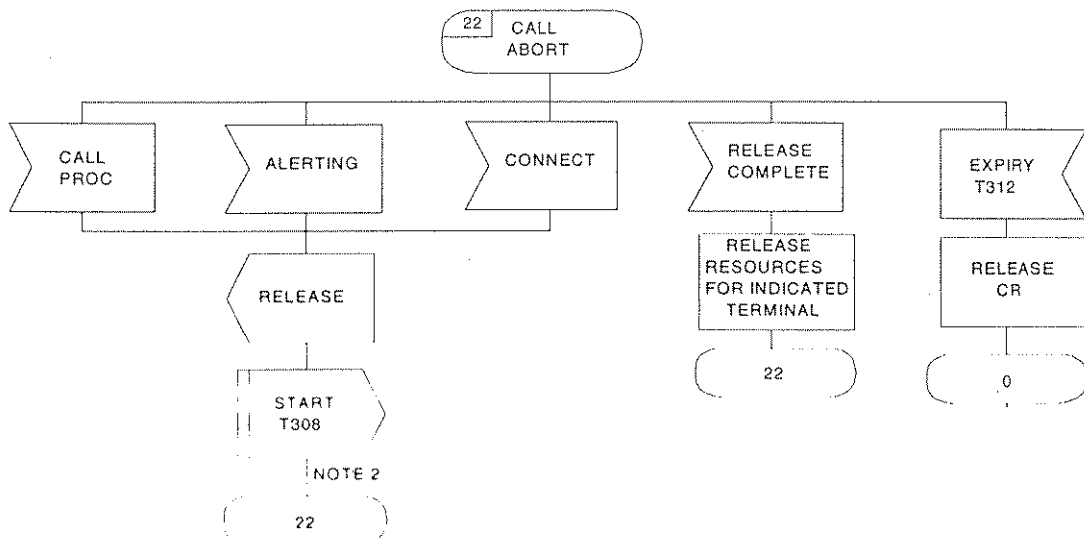 22
CALL
ABORT
CALL
PROC
ALERTING
CONNECT
RELEASE
COMPLETE
EXPIRY
T312
RELEASE
RELEASE
RESOURCES
FOR INDICATED
TERMINAL
RELEASE
CR
START
T308
22
0
NOTE 2
22